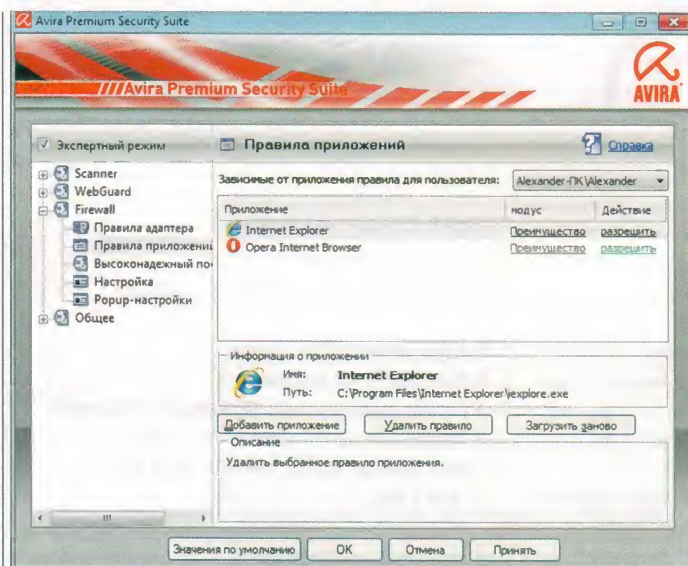 Avira Premium Security Suite
Avira Premium Security Suite
AVIRA
Экспертный режим
Правила приложений
Справка
Scanner
WebGuard
Firewall
Правила адаптера
Правила приложений
Высоконадежный по
Настройка
Popup-настройки
Общее
Зависимые от приложения правила для пользователя:
Alexander-ПК\Alexander
Приложение
модус
Действие
Internet Explorer
Преимущество
разрешить
Opera Internet Browser
Преимущество
разрешить
Информация о приложении
Имя: Internet Explorer
Путь: C:\Program Files\Internet Explorer\iexplore.exe
Добавить приложение
Удалить правило
Загрузить заново
Описание
Удалить выбранное правило приложения.
Значения по умолчанию
OK
Отмена
Принять